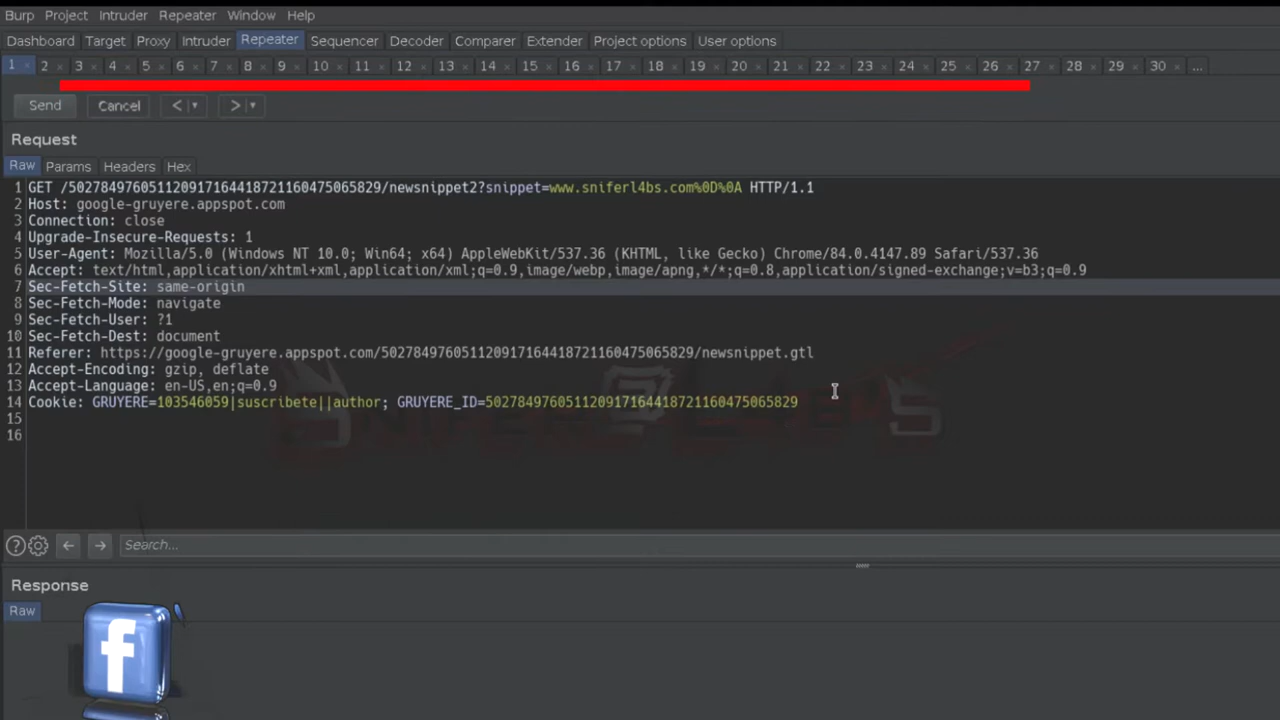 Burp Project Intruder Repeater Window Help
Dashboard Target Proxy Intruder Repeater Sequencer Decoder Comparer Extender Project options User options
1 × 2 × 3 × 4 × 5 × 6 × 7 × 8 × 9 × 10 × 11 × 12 × 13 × 14 × 15 × 16 × 17 × 18 × 19 × 20 × 21 × 22 × 23 × 24 × 25 × 26 × 27 × 28 × 29 × 30 × ...
Send Cancel < >
Request
Raw Params Headers Hex
1 GET /502784976051120917164418721160475065829/newsnippet2?snippet=www.sniferl4bs.com%0D%0A HTTP/1.1
2 Host: google-gruyere.appspot.com
3 Connection: close
4 Upgrade-Insecure-Requests: 1
5 User-Agent: Mozilla/5.0 (Windows NT 10.0; Win64; x64) AppleWebKit/537.36 (KHTML, like Gecko) Chrome/84.0.4147.89 Safari/537.36
6 Accept: text/html,application/xhtml+xml,application/xml;q=0.9,image/webp,image/apng,*/*;q=0.8,application/signed-exchange;v=b3;q=0.9
7 Sec-Fetch-Site: same-origin
8 Sec-Fetch-Mode: navigate
9 Sec-Fetch-User: ?1
10 Sec-Fetch-Dest: document
11 Referer: https://google-gruyere.appspot.com/502784976051120917164418721160475065829/newsnippet.gtl
12 Accept-Encoding: gzip, deflate
13 Accept-Language: en-US,en;q=0.9
14 Cookie: GRUYERE=103546059|suscribete||author; GRUYERE_ID=502784976051120917164418721160475065829
15
16
? Search...
Response
Raw
f